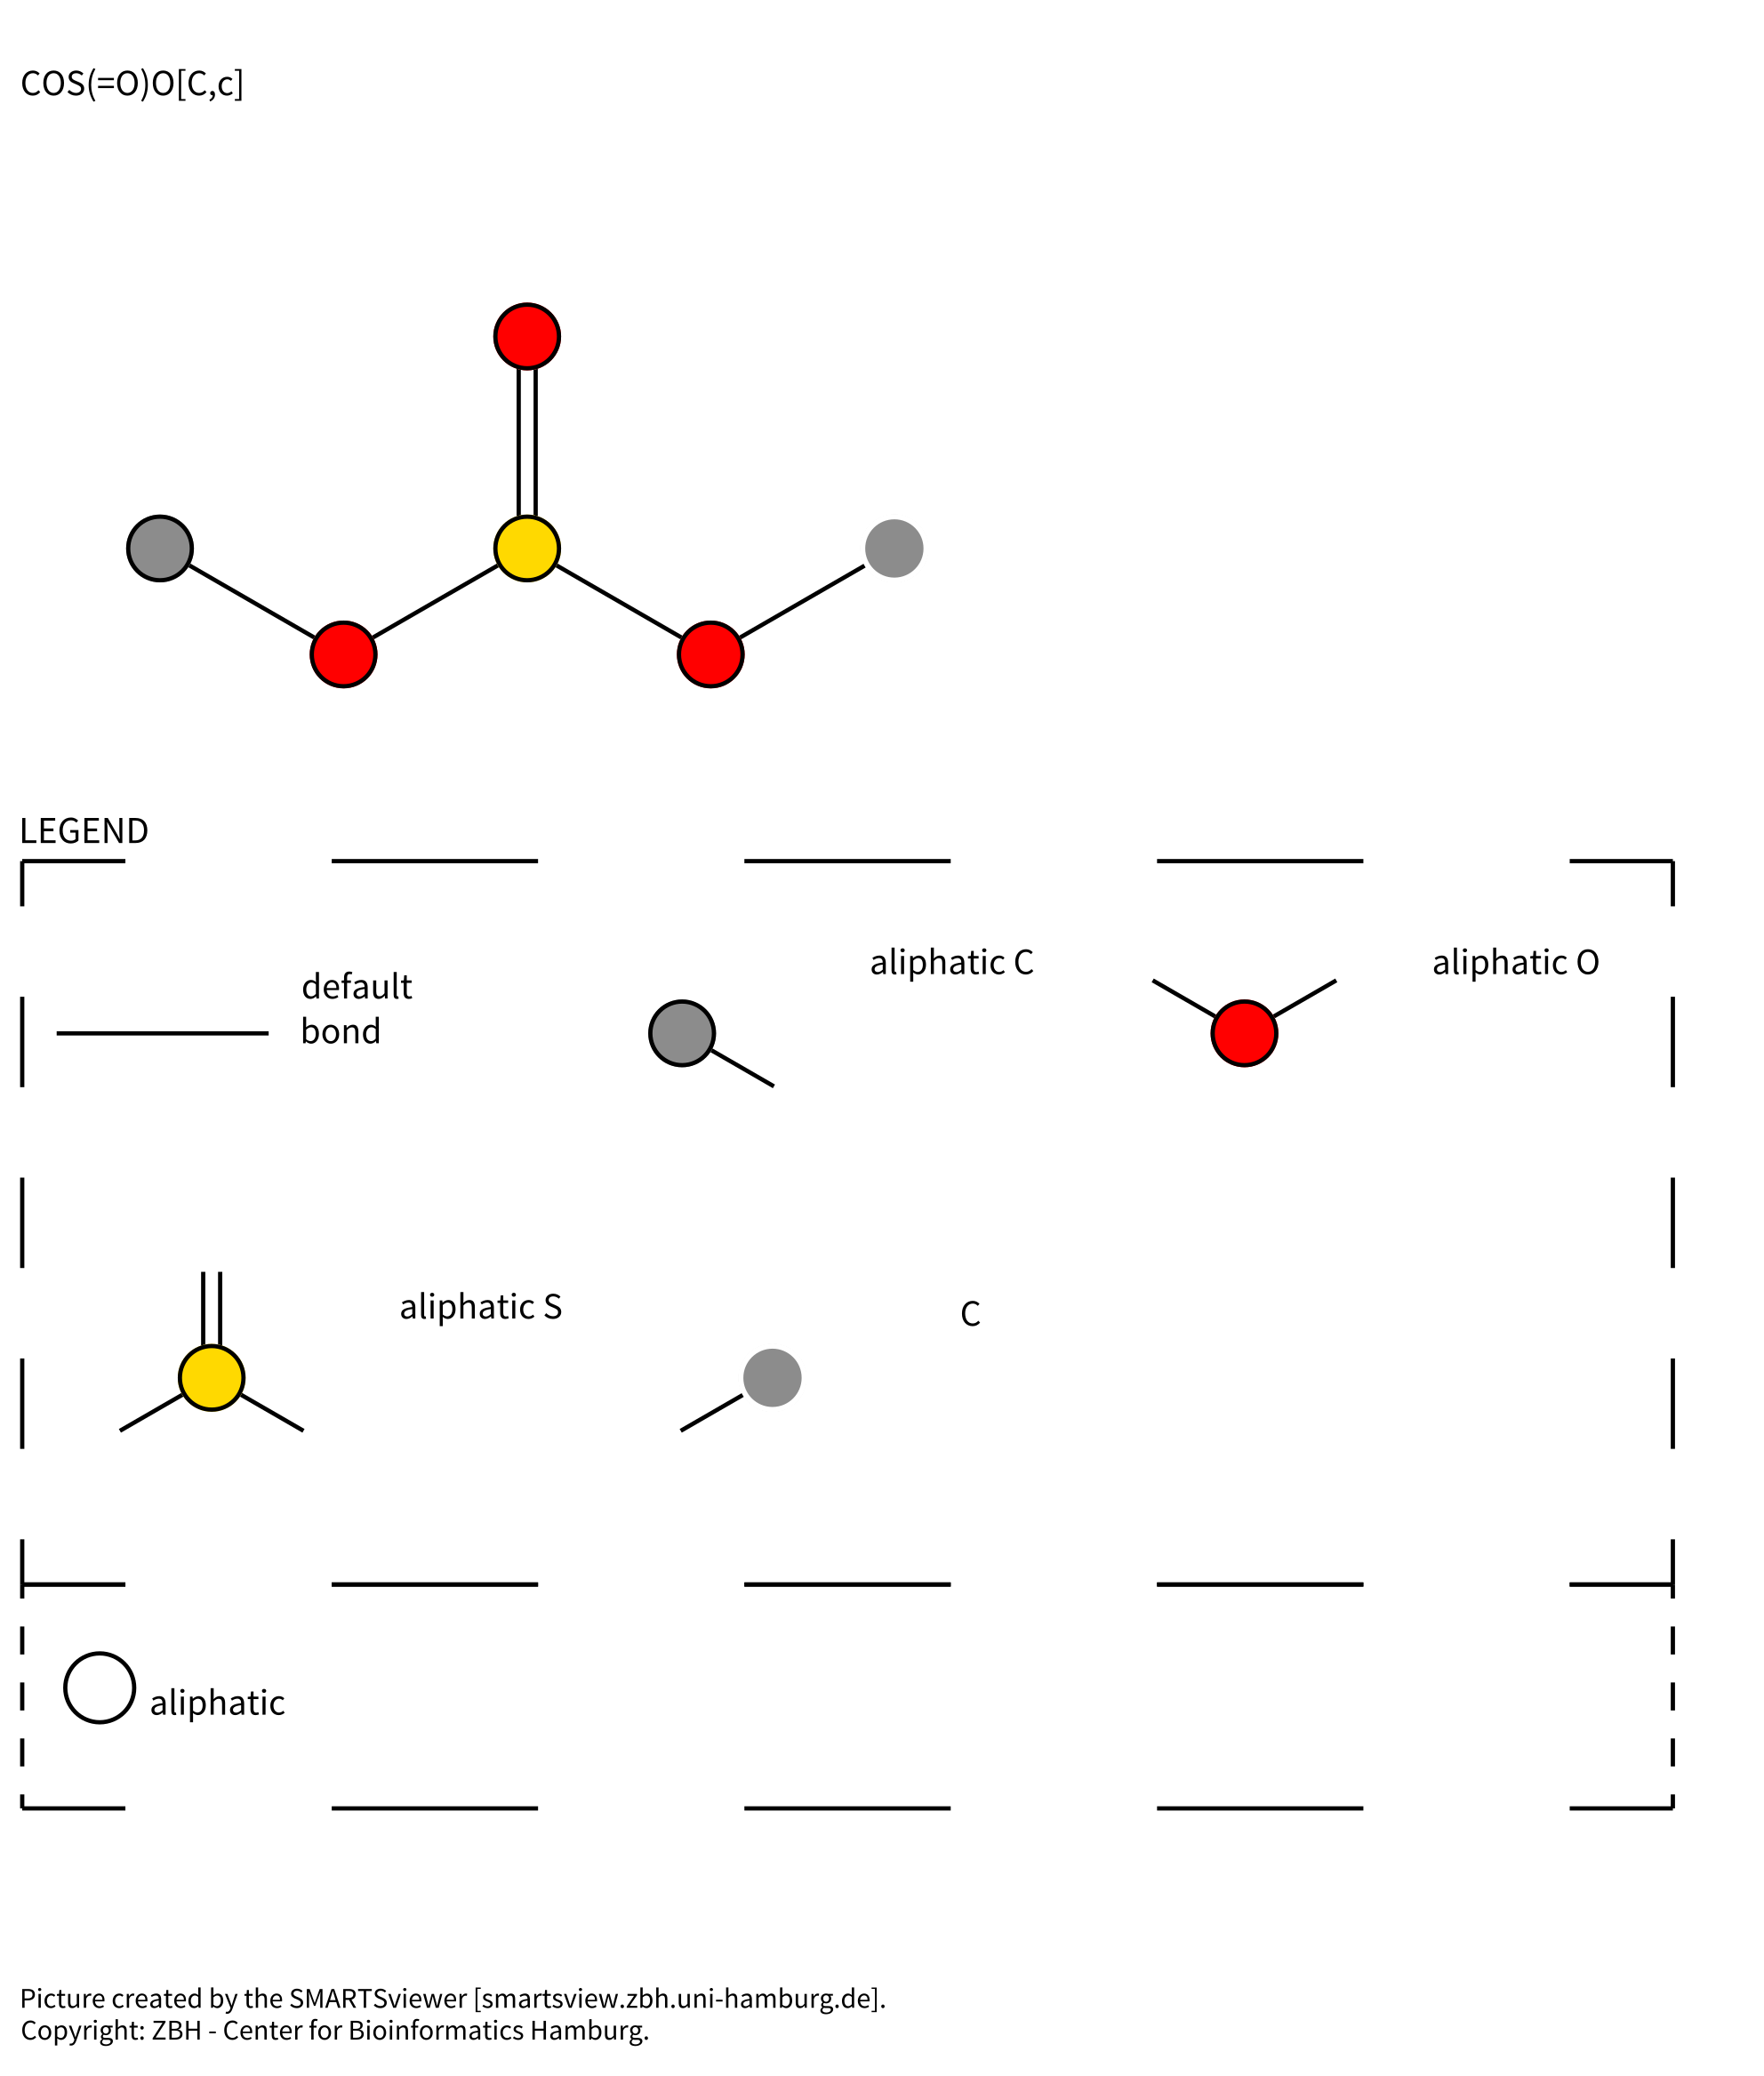 COS(=O)O[C,c]
LEGEND
default
bond
aliphatic C
aliphatic O
aliphatic S
C
aliphatic
Picture created by the SMARTSviewer [smartsview.zbh.uni-hamburg.de].
Copyright: ZBH - Center for Bioinformatics Hamburg.